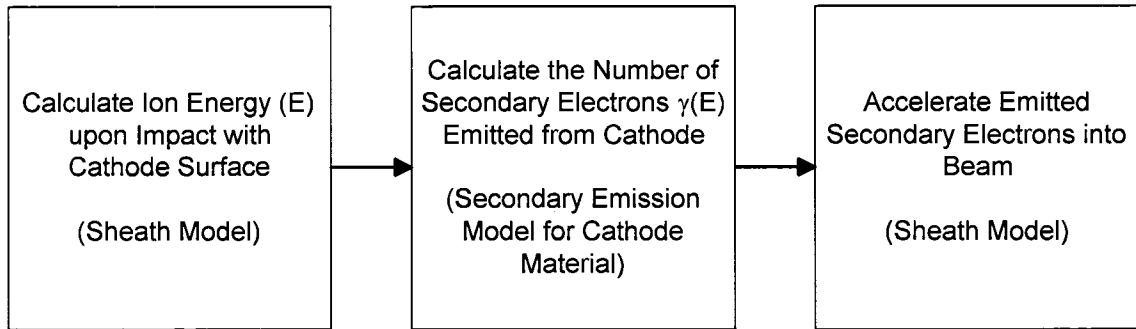 Calculate Ion Energy (E)
upon Impact with
Cathode Surface
(Sheath Model)
Calculate the Number of
Secondary Electrons γ(E)
Emitted from Cathode
(Secondary Emission
Model for Cathode
Material)
Accelerate Emitted
Secondary Electrons into
Beam
(Sheath Model)